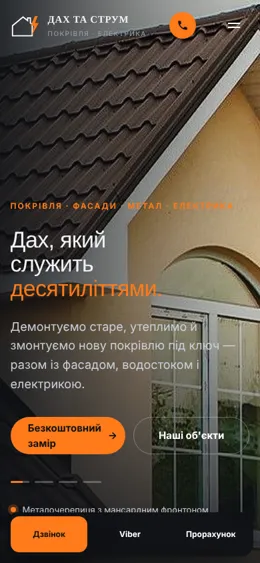 ДАХ ТА СТРУМ
ПОКРІВЛЯ · ЕЛЕКТРИКА
ПОКРІВЛЯ · ФАСАДИ · МЕТАЛ · ЕЛЕКТРИКА
Дах, який
служить
десятиліттями.
Демонтуємо старе, утеплимо й
змонтуємо нову покрівлю під ключ —
разом із фасадом, водостоком і
електрикою.
Безкоштовний
замір →
Наші об'єкти
Металочерепиця з мансардним фронтоном
Дзвінок
Viber
Прорахунок